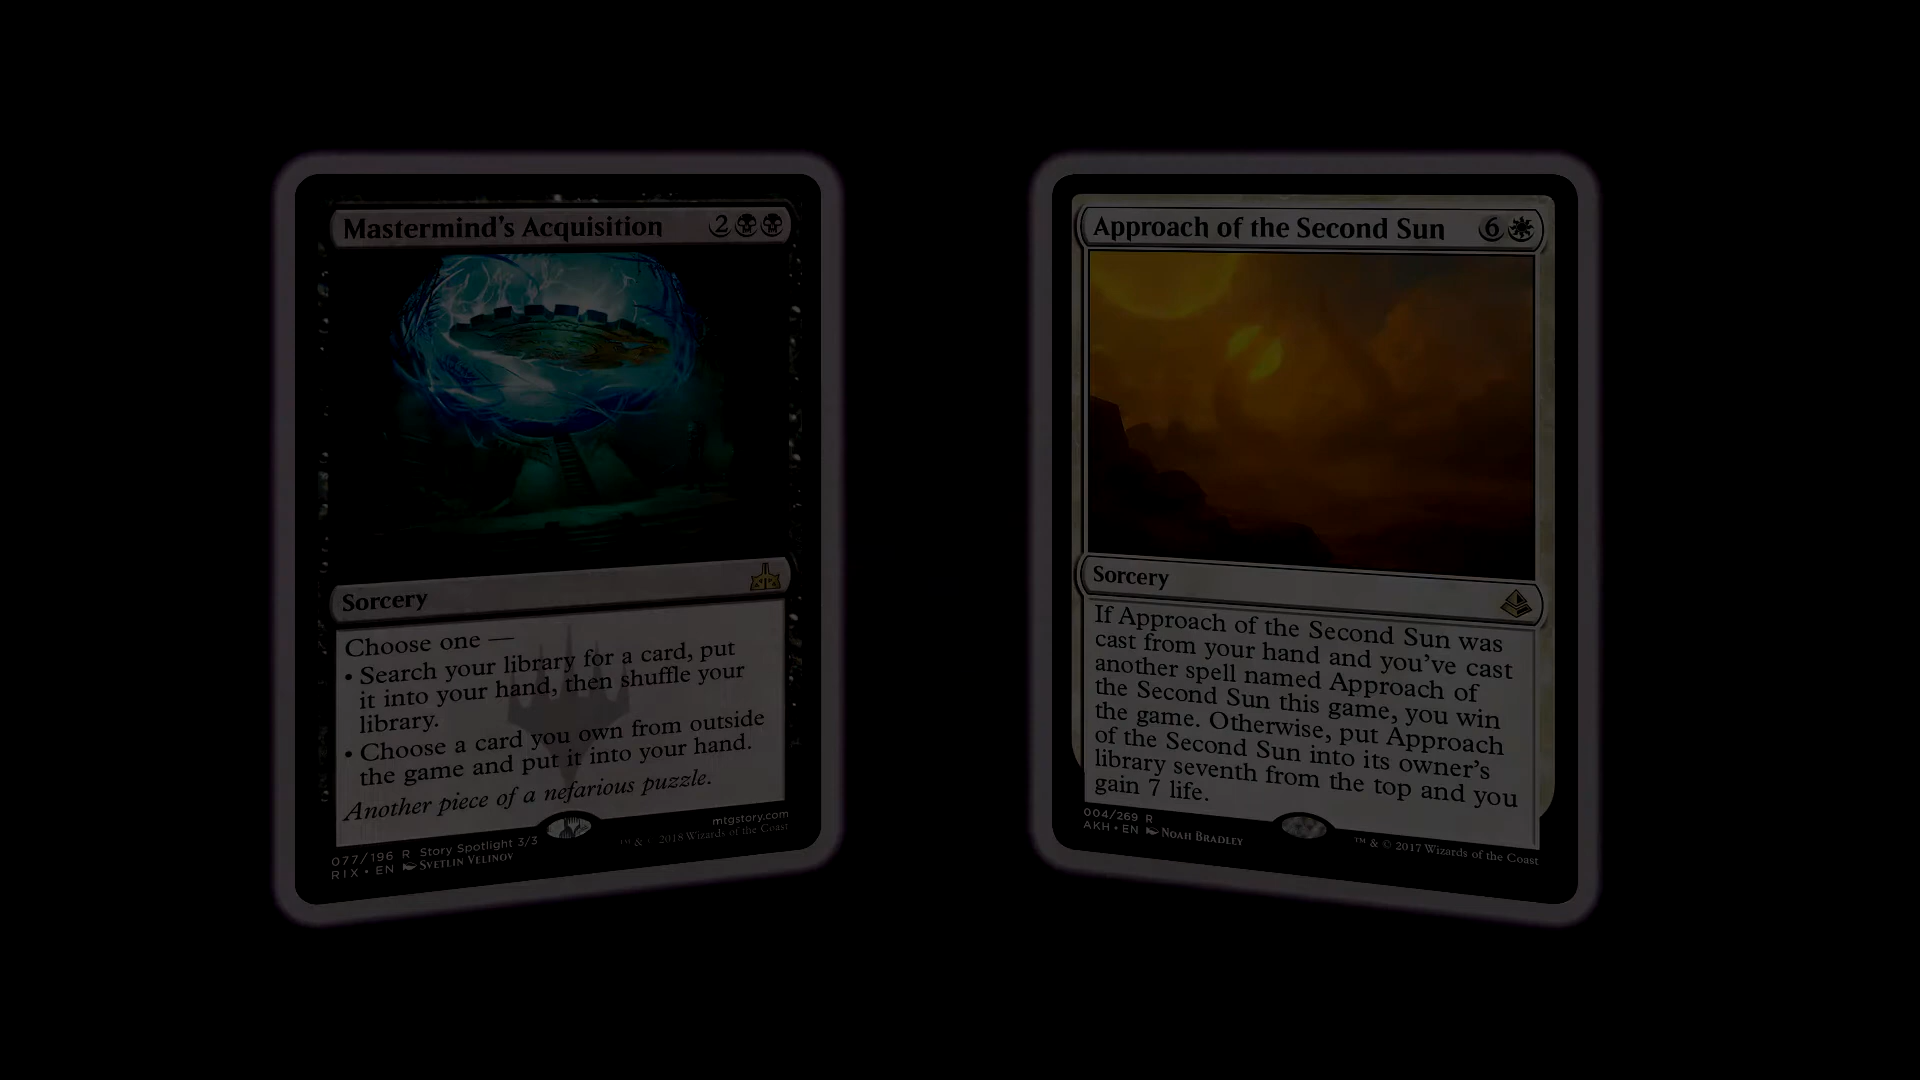 Mastermind's Acquisition 2
Sorcery
Choose one —
• Search your library for a card, put
it into your hand, then shuffle your
library.
• Choose a card you own from outside
the game and put it into your hand.
Another piece of a nefarious puzzle.
077/196 R Story Spotlight 3/3
RIX • EN Svetlin Velinov
mtgstory.com
™ & © 2018 Wizards of the Coast
Approach of the Second Sun 6
Sorcery
If Approach of the Second Sun was
cast from your hand and you've cast
another spell named Approach of
the Second Sun this game, you win
the game. Otherwise, put Approach
of the Second Sun into its owner's
library seventh from the top and you
gain 7 life.
004/269 R
AKH • EN Noah Bradley
™ & © 2017 Wizards of the Coast